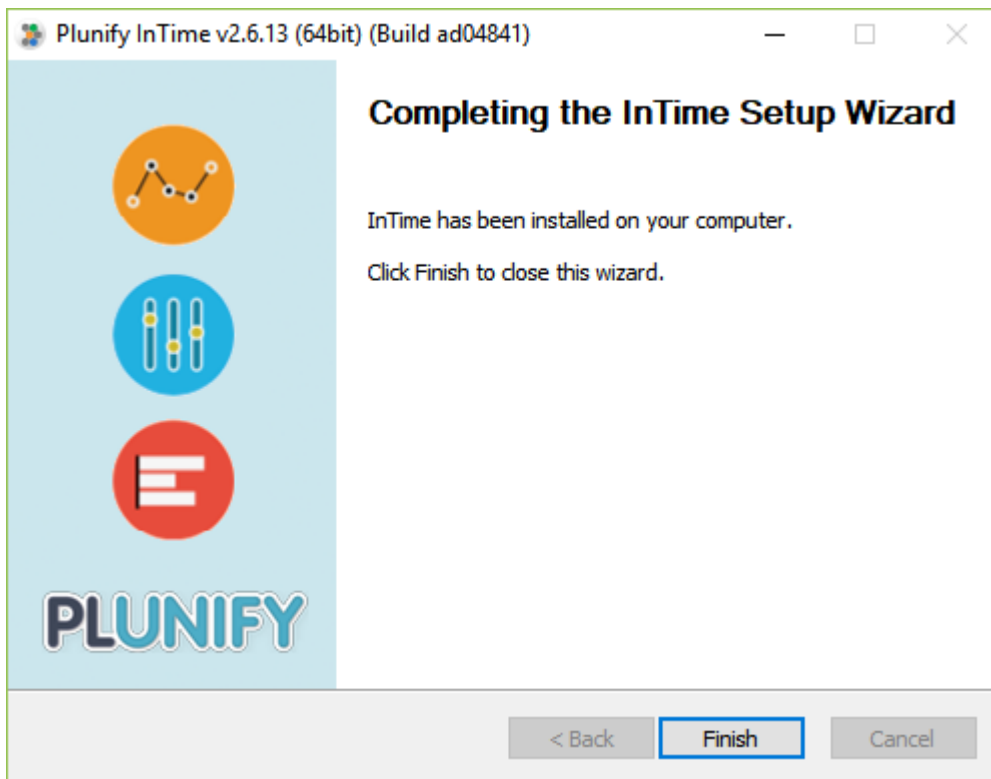 Plunify InTime v2.6.13 (64bit) (Build ad04841)
Completing the InTime Setup Wizard
InTime has been installed on your computer.
Click Finish to close this wizard.
PLUNIFY
< Back
Finish
Cancel